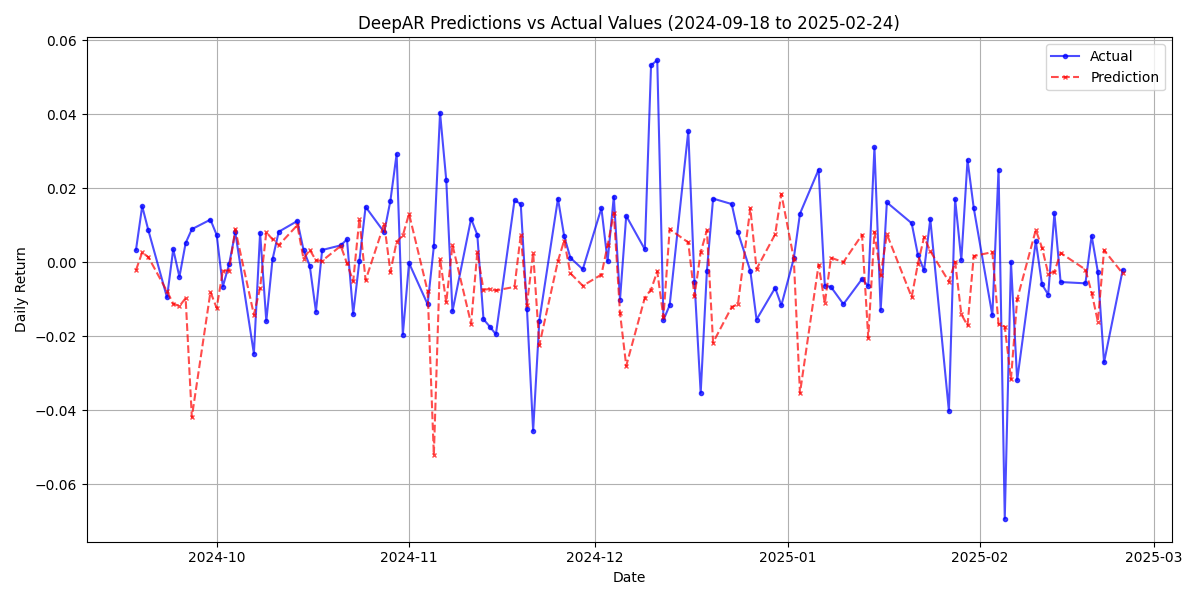 DeepAR Predictions vs Actual Values (2024-09-18 to 2025-02-24)
Actual
Prediction
0.06
0.04
0.02
0.00
−0.02
−0.04
−0.06
Daily Return
2024-10
2024-11
2024-12
2025-01
2025-02
2025-03
Date